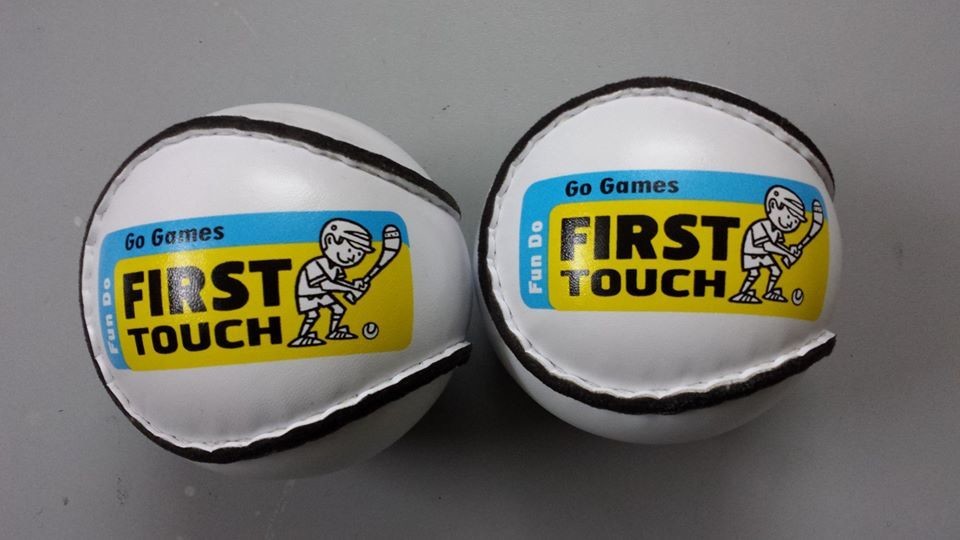 Go Games
Fun Do
FIRST
TOUCH
Go Games
Fun Do
FIRST
TOUCH